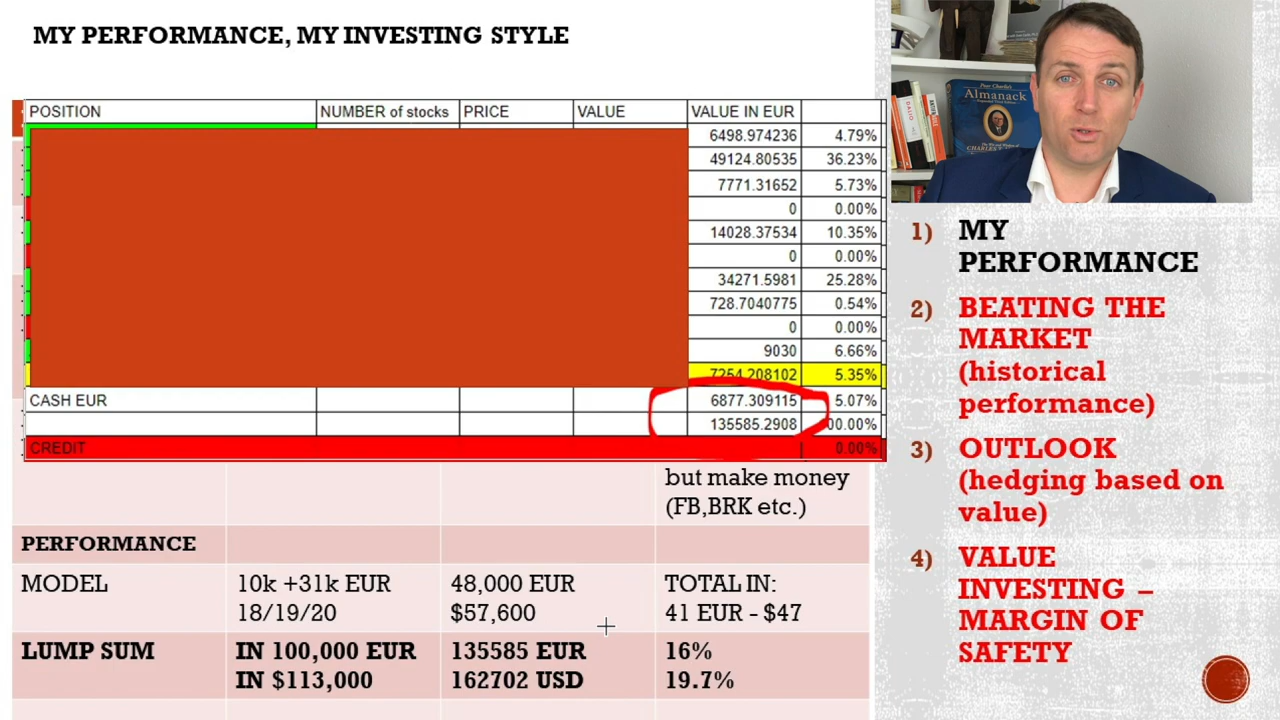 MY PERFORMANCE, MY INVESTING STYLE
POSITION NUMBER of stocks PRICE VALUE VALUE IN EUR
6498.974236 4.79%
49124.80535 36.23%
7771.31652 5.73%
0 0.00%
14028.37534 10.35%
0 0.00%
34271.5981 25.28%
728.7040775 0.54%
0 0.00%
9030 6.66%
7254.208102 5.35%
CASH EUR 6877.309115 5.07%
135585.2908 00.00%
CREDIT 0.00%
but make money
(FB,BRK etc.)
PERFORMANCE
MODEL 10k +31k EUR 48,000 EUR TOTAL IN:
18/19/20 $57,600 41 EUR - $47
LUMP SUM IN 100,000 EUR 135585 EUR 16%
IN $113,000 162702 USD 19.7%
Almanack
DALIO
1) MY
PERFORMANCE
2) BEATING THE
MARKET
(historical
performance)
3) OUTLOOK
(hedging based on
value)
4) VALUE
INVESTING –
MARGIN OF
SAFETY